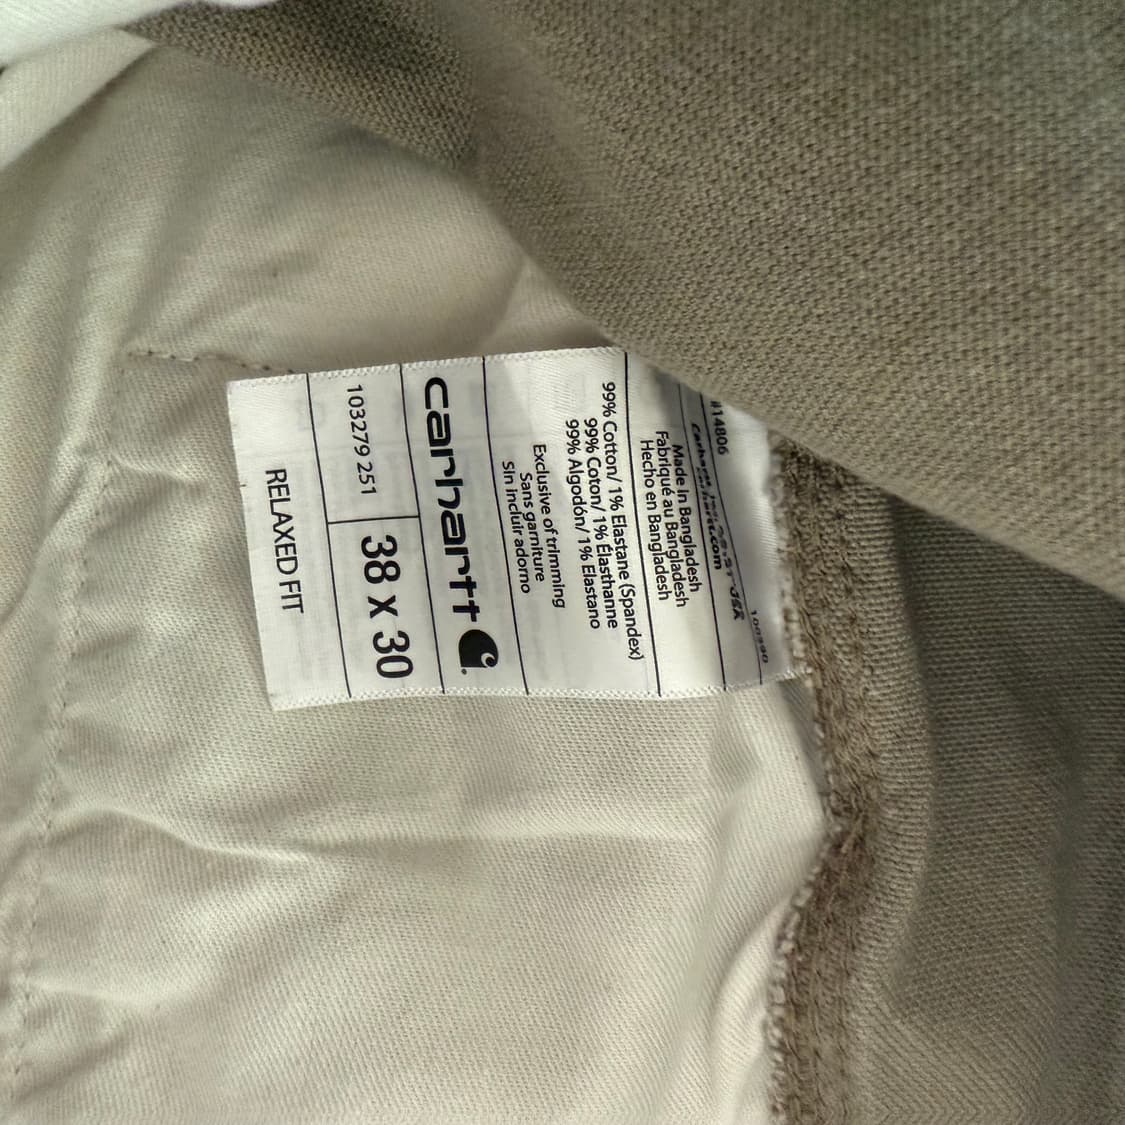 RELAXED FIT
103279 251
38 X 30
carhartt
Exclusive of trimming
Sans garniture
Sin incluir adorno
99% Cotton/ 1% Elastane (Spandex)
99% Coton/ 1% Élasthanne
99% Algodón/ 1% Elastano
Made in Bangladesh
Fabriqué au Bangladesh
Hecho en Bangladesh
14806